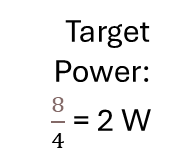 Target
Power:
8/4 = 2 W